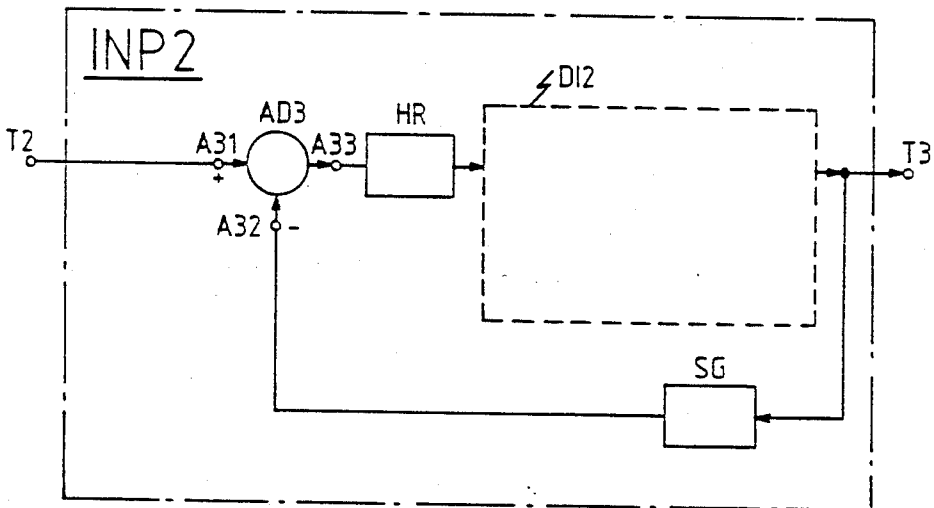 INP2
DI2
AD3
HR
T2
A31
A33
T3
+
A32
-
SG